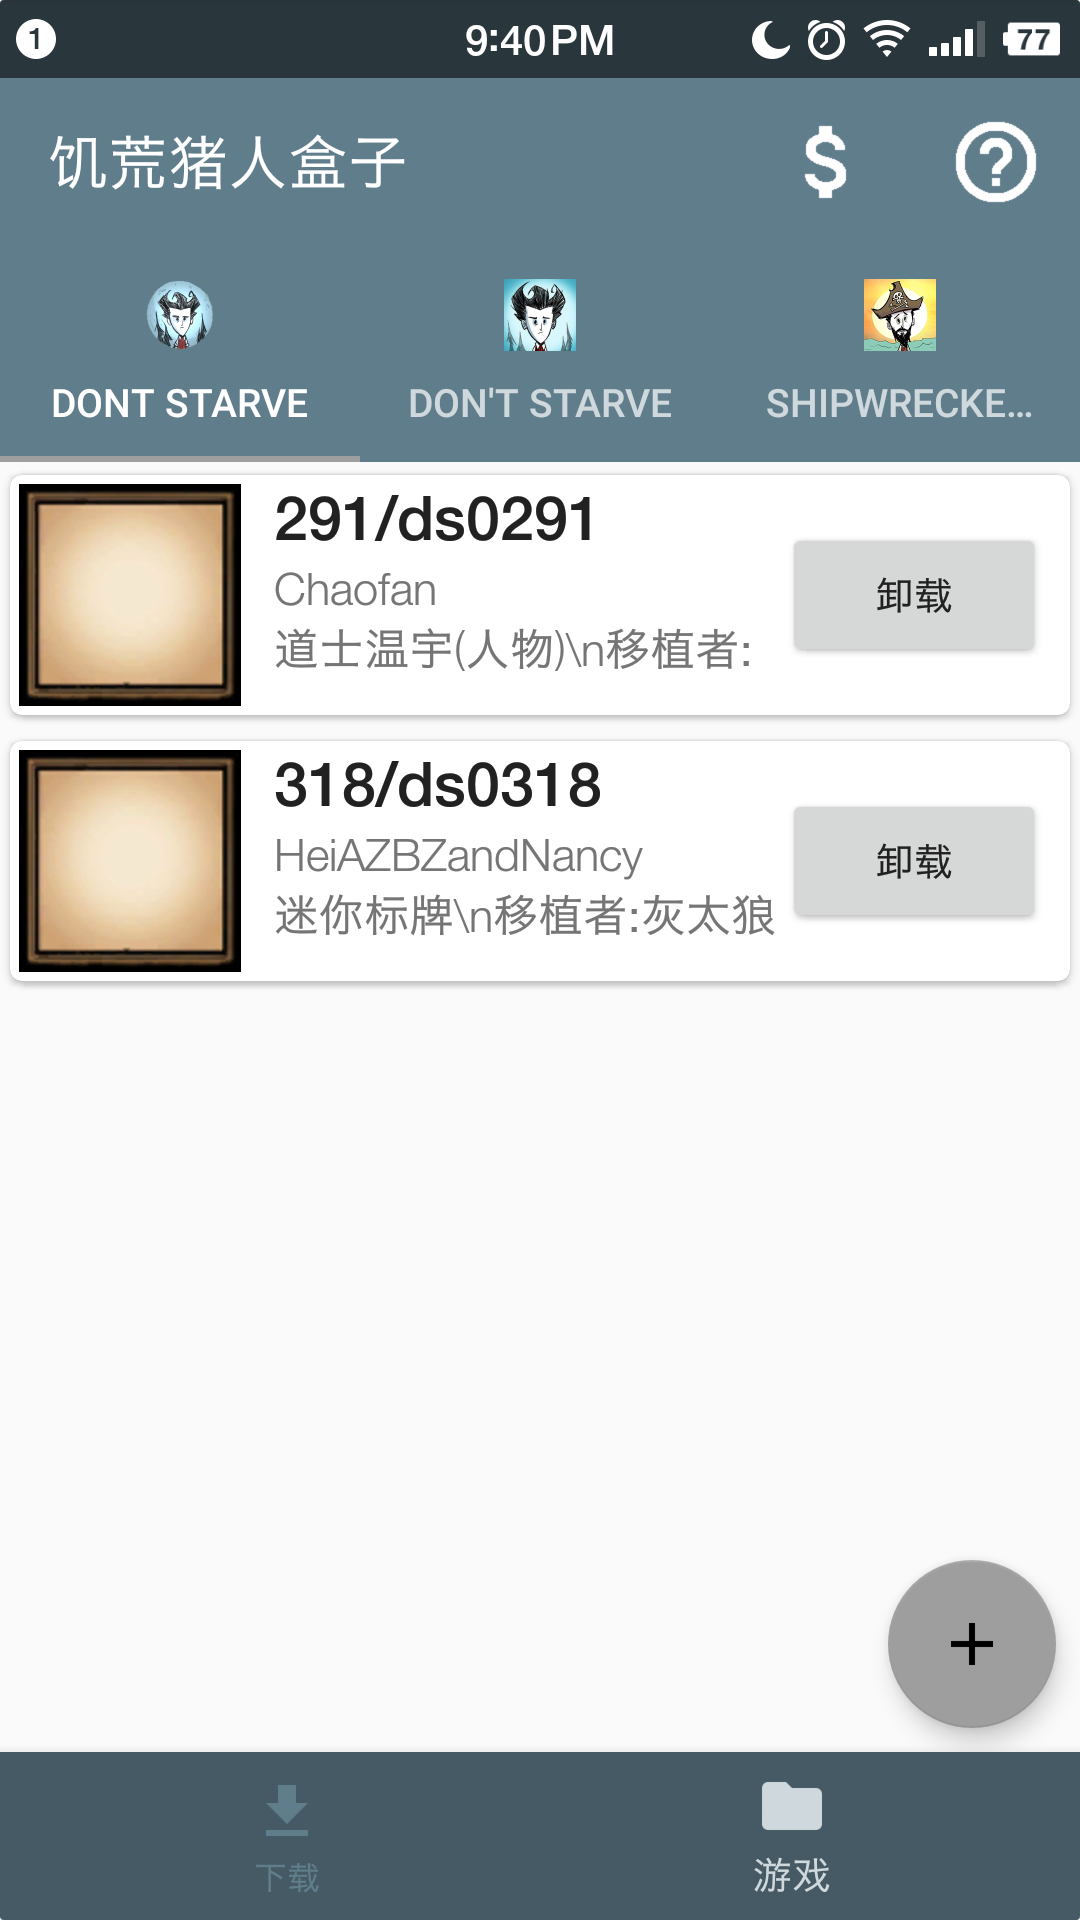 1
9:40PM
77
饥荒猪人盒子
DONT STARVE
DON'T STARVE
SHIPWRECKE...
291/ds0291
Chaofan
道士温宇(人物)\n移植者:
卸载
318/ds0318
HeiAZBZandNancy
迷你标牌\n移植者:灰太狼
卸载
下载
游戏